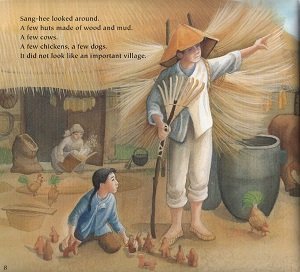 Sang-hee looked around.
A few huts made of wood and mud.
A few cows.
A few chickens, a few dogs.
It did not look like an important village.
8